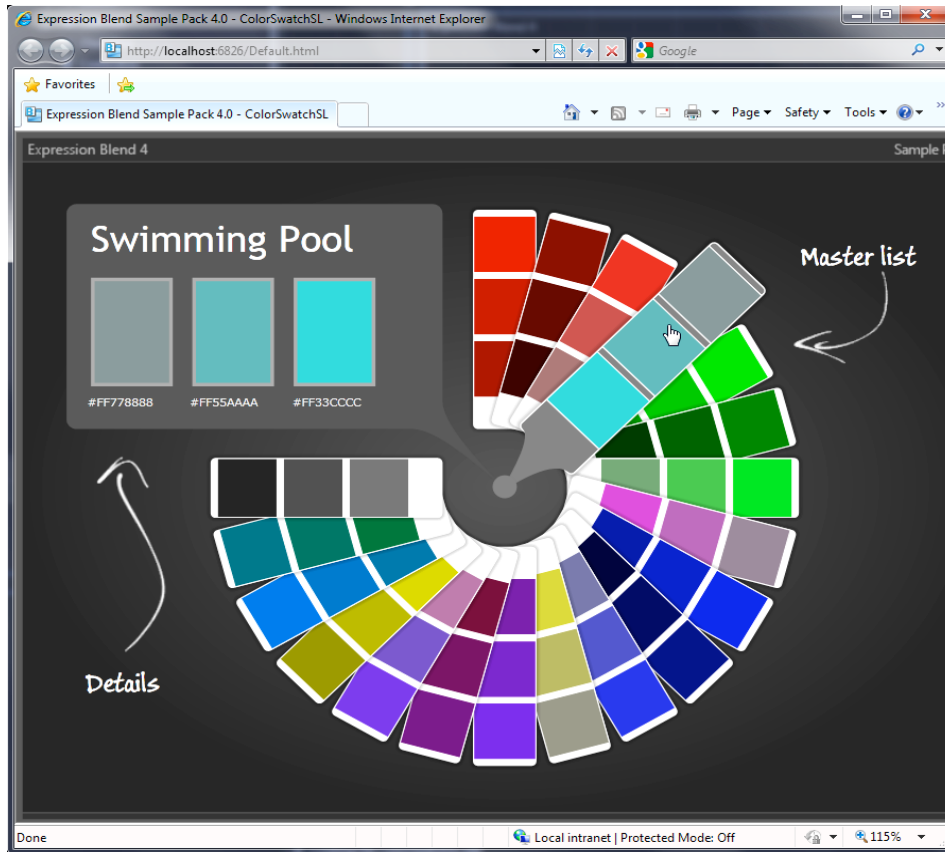 Expression Blend Sample Pack 4.0 - ColorSwatchSL - Windows Internet Explorer
http://localhost:6826/Default.html
Google
Favorites
Expression Blend Sample Pack 4.0 - ColorSwatchSL
Page Safety Tools
Expression Blend 4
Sample
Swimming Pool
#FF778888 #FF55AAAA #FF33CCCC
Master list
Details
Done
Local intranet | Protected Mode: Off
115%